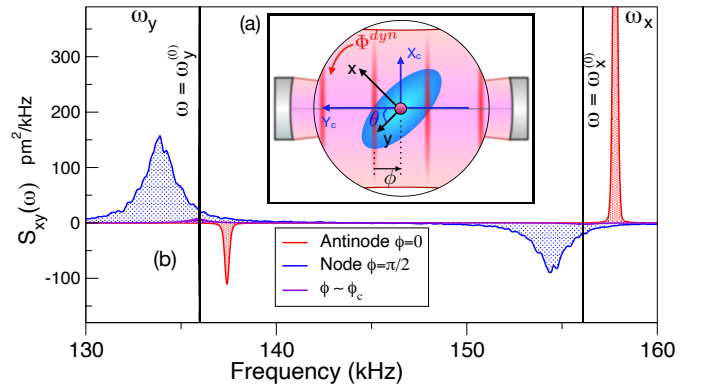 ω_y
(a)
ω_x
Φ^dyn
ω = ω_y^(0)
ω = ω_x^(0)
X_c
x
Y_c
θ
y
ϕ
S_xy(ω) pm²/kHz
300
200
100
0
-100
(b)
Antinode ϕ=0
Node ϕ=π/2
ϕ ~ ϕ_c
130
140
150
160
Frequency (kHz)